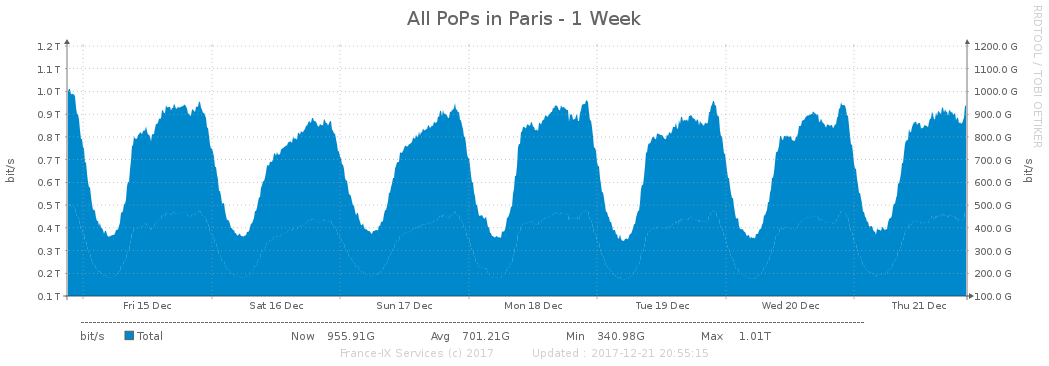 All PoPs in Paris - 1 Week
RRDTOOL / TOBI OETIKER
bit/s
1.2 T
1.1 T
1.0 T
0.9 T
0.8 T
0.7 T
0.6 T
0.5 T
0.4 T
0.3 T
0.2 T
0.1 T
1200.0 G
1100.0 G
1000.0 G
900.0 G
800.0 G
700.0 G
600.0 G
500.0 G
400.0 G
300.0 G
200.0 G
100.0 G
bit/s
Fri 15 Dec Sat 16 Dec Sun 17 Dec Mon 18 Dec Tue 19 Dec Wed 20 Dec Thu 21 Dec
bit/s Total Now 955.91G Avg 701.21G Min 340.98G Max 1.01T
France-IX Services (c) 2017 Updated : 2017-12-21 20:55:15